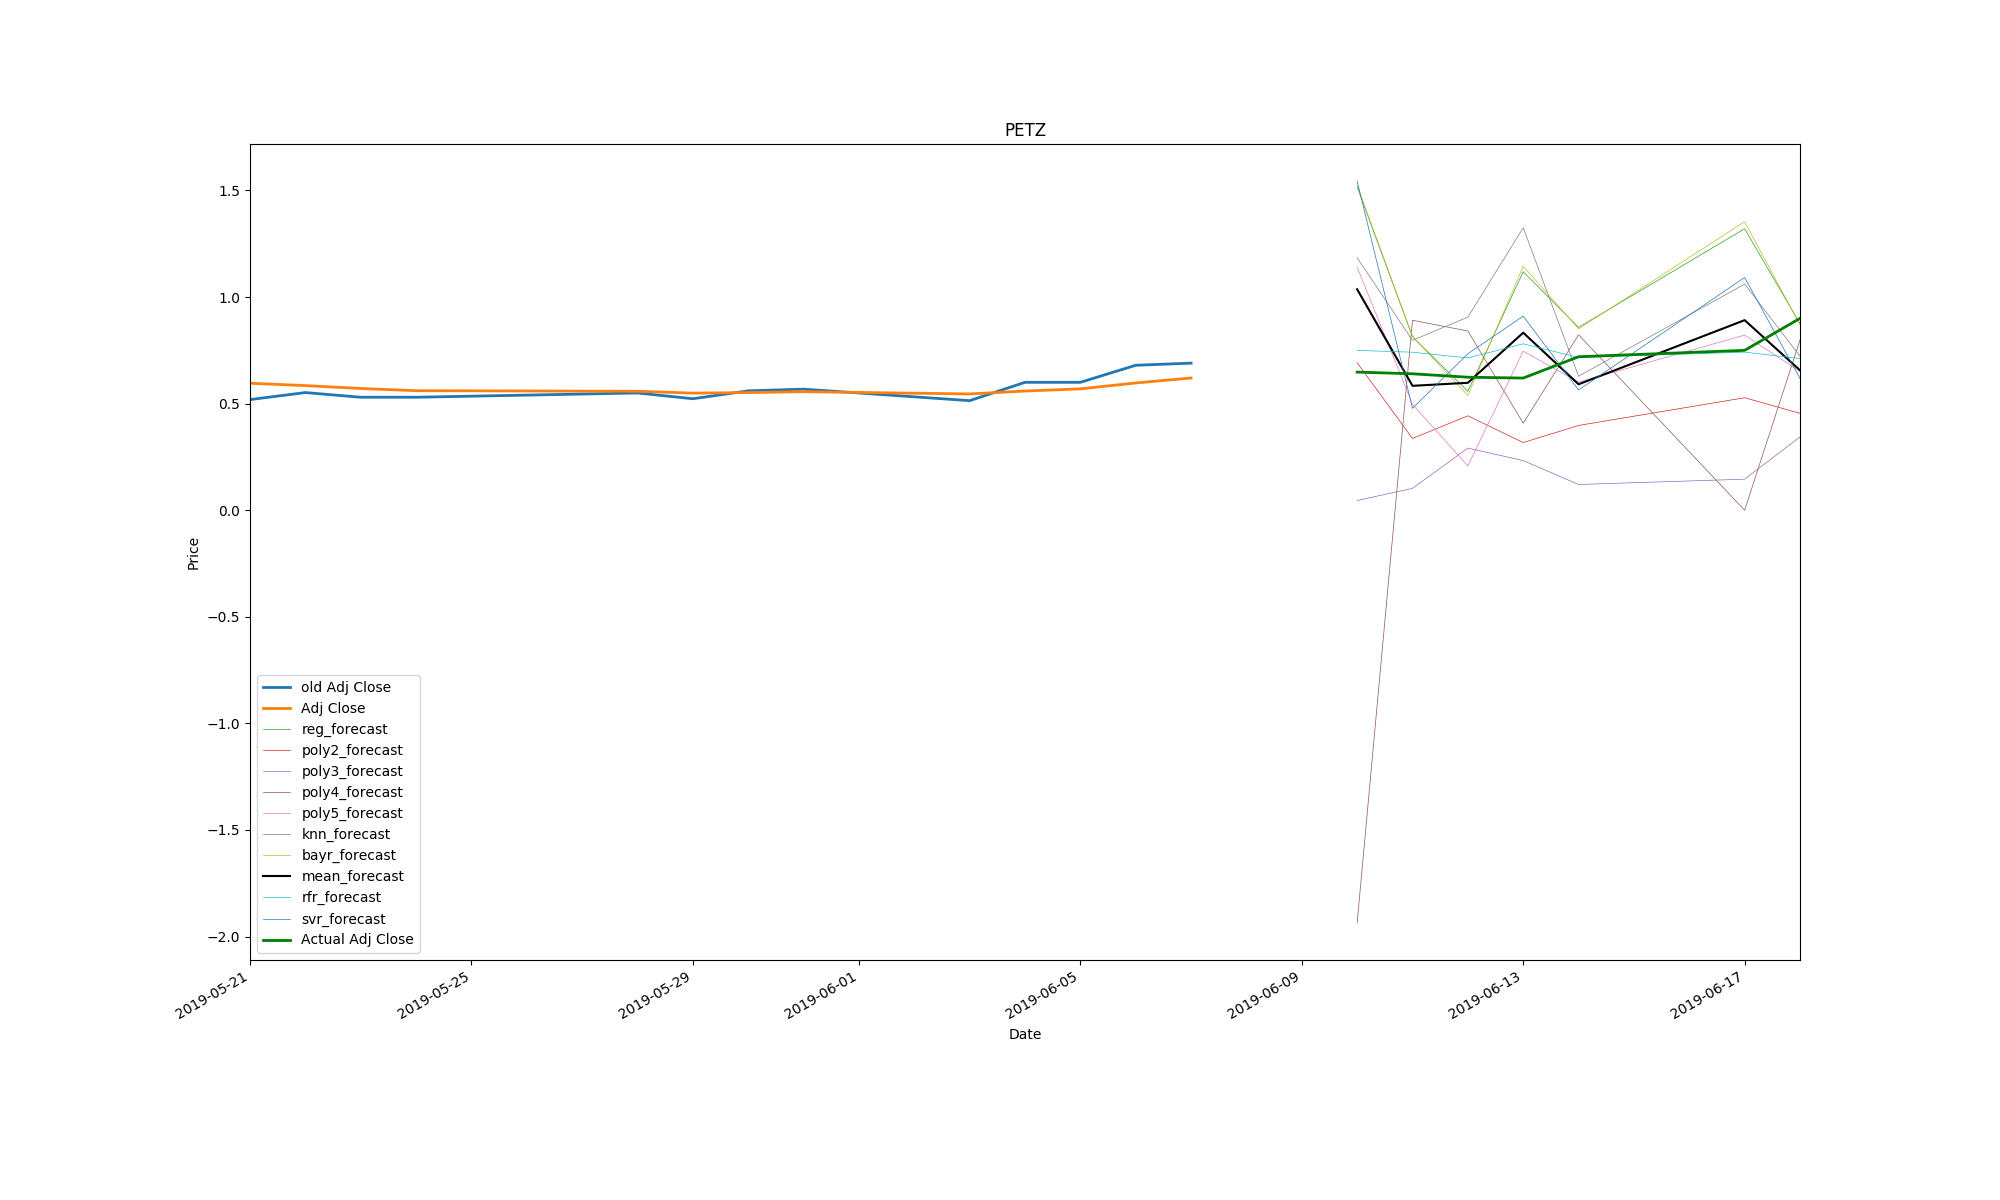 PETZ
1.5
1.0
0.5
0.0
−0.5
−1.0
−1.5
−2.0
Price
old Adj Close
Adj Close
reg_forecast
poly2_forecast
poly3_forecast
poly4_forecast
poly5_forecast
knn_forecast
bayr_forecast
mean_forecast
rfr_forecast
svr_forecast
Actual Adj Close
2019-05-21
2019-05-25
2019-05-29
2019-06-01
2019-06-05
2019-06-09
2019-06-13
2019-06-17
Date